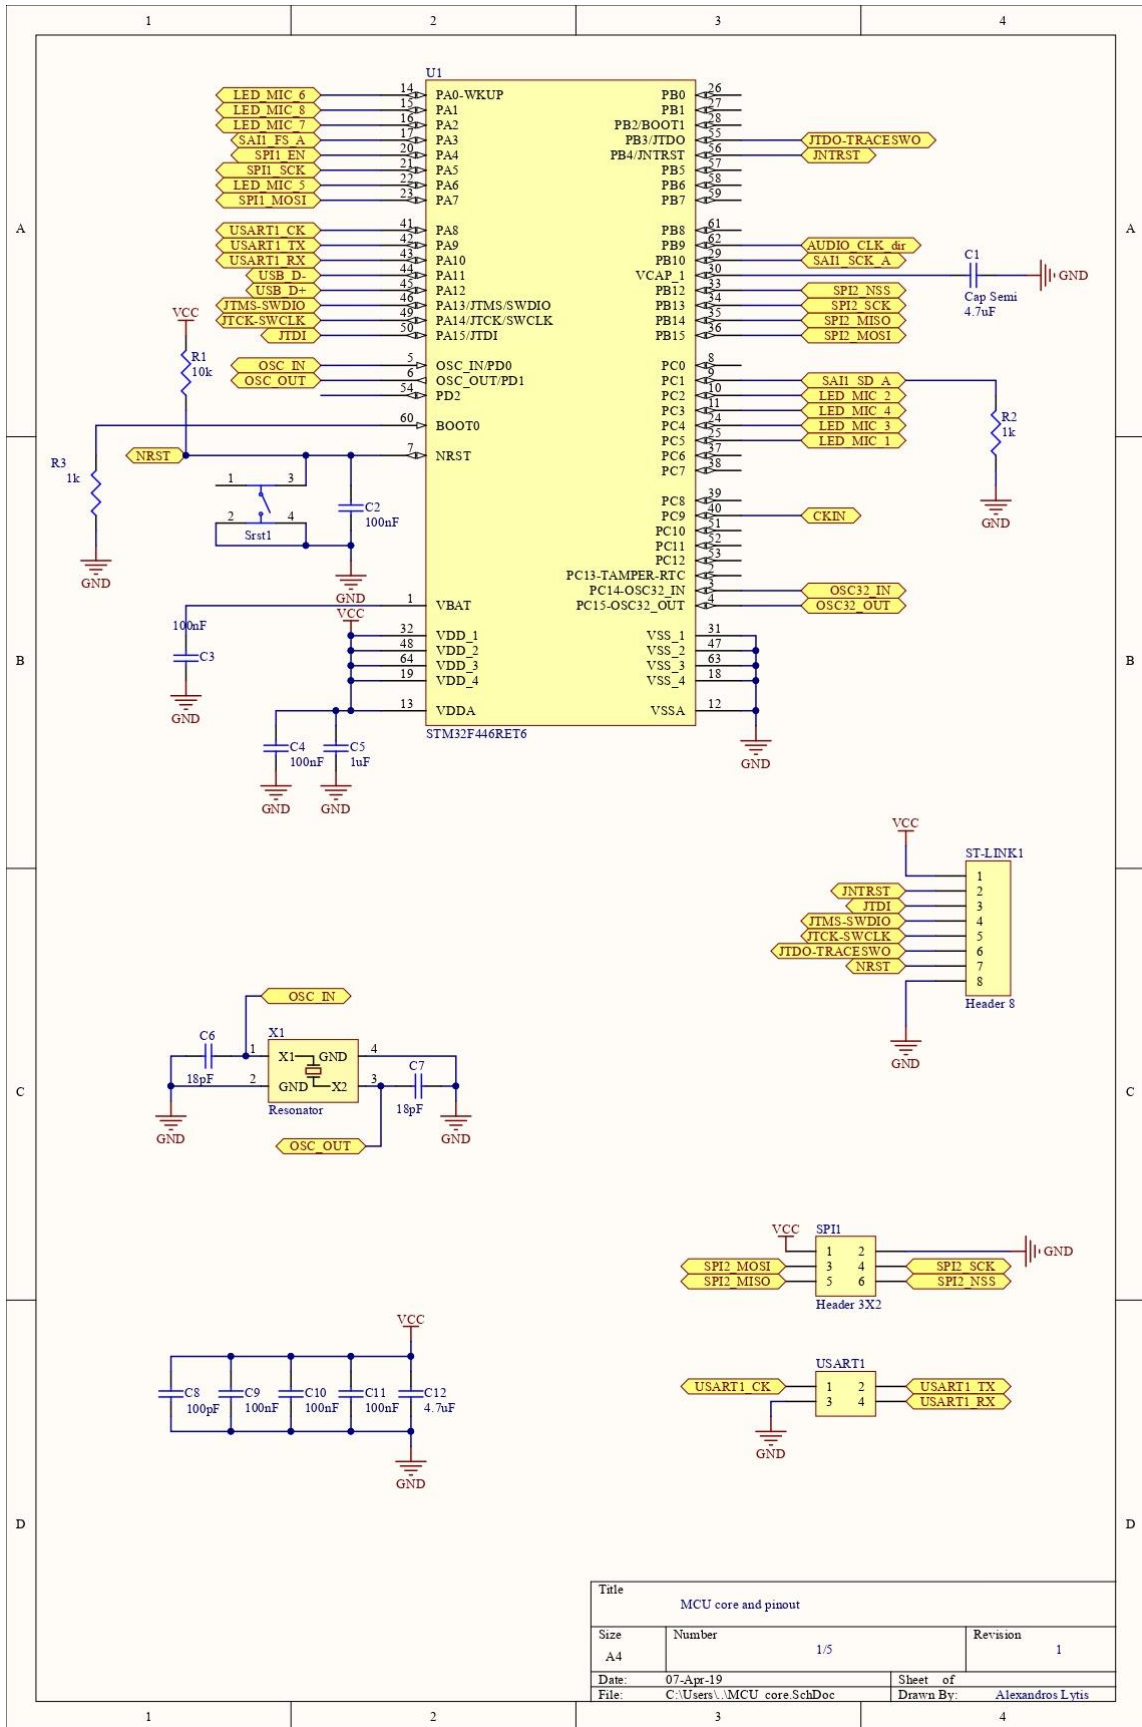 1 2 3 4
A
B
C
D
A
B
C
D
U1
LED_MIC_6 14 PA0-WKUP
LED_MIC_8 15 PA1
LED_MIC_7 16 PA2
SAI1_FS_A 17 PA3
SPI1_EN 20 PA4
SPI1_SCK 21 PA5
LED_MIC_5 22 PA6
SPI1_MOSI 23 PA7
USART1_CK 41 PA8
USART1_TX 42 PA9
USART1_RX 43 PA10
USB_D- 44 PA11
USB_D+ 45 PA12
JTMS-SWDIO 46 PA13/JTMS/SWDIO
JTCK-SWCLK 49 PA14/JTCK/SWCLK
JTDI 50 PA15/JTDI
OSC_IN 5 OSC_IN/PD0
OSC_OUT 6 OSC_OUT/PD1
54 PD2
60 BOOT0
NRST 7 NRST
1 VBAT
32 VDD_1
48 VDD_2
64 VDD_3
19 VDD_4
13 VDDA
PB0 26
PB1 27
PB2/BOOT1 28
PB3/JTDO 55 JTDO-TRACESWO
PB4/JNTRST 56 JNTRST
PB5 57
PB6 58
PB7 59
PB8 61
PB9 62 AUDIO_CLK_dir
PB10 29 SAI1_SCK_A
VCAP_1 30
PB12 33 SPI2_NSS
PB13 34 SPI2_SCK
PB14 35 SPI2_MISO
PB15 36 SPI2_MOSI
PC0 8
PC1 9 SAI1_SD_A
PC2 10 LED_MIC_2
PC3 11 LED_MIC_4
PC4 24 LED_MIC_3
PC5 25 LED_MIC_1
PC6 37
PC7 38
PC8 39
PC9 40 CKIN
PC10 51
PC11 52
PC12 53
PC13-TAMPER-RTC 2
PC14-OSC32_IN 3 OSC32_IN
PC15-OSC32_OUT 4 OSC32_OUT
VSS_1 31
VSS_2 47
VSS_3 63
VSS_4 18
VSSA 12
STM32F446RET6
C1
Cap Semi
4.7uF
GND
VCC
R1
10k
R3
1k
GND
1 3
2 4
Srst1
C2
100nF
GND
VCC
100nF
C3
GND
C4
100nF
GND
C5
1uF
GND
R2
1k
GND
GND
VCC
ST-LINK1
1
JNTRST 2
JTDI 3
JTMS-SWDIO 4
JTCK-SWCLK 5
JTDO-TRACESWO 6
NRST 7
8
Header 8
GND
OSC_IN
C6
18pF
GND
X1
1 X1 GND 4
2 GND X2 3
Resonator
C7
18pF
GND
OSC_OUT
VCC SPI1
1 2 GND
SPI2_MOSI 3 4 SPI2_SCK
SPI2_MISO 5 6 SPI2_NSS
Header 3X2
VCC
C8
100pF
C9
100nF
C10
100nF
C11
100nF
C12
4.7uF
GND
USART1
USART1_CK 1 2 USART1_TX
3 4 USART1_RX
GND
Title
MCU core and pinout
Size
A4
Number
1/5
Revision
1
Date: 07-Apr-19 Sheet of
File: C:\Users\..\MCU_core.SchDoc Drawn By: Alexandros Lytis
1 2 3 4